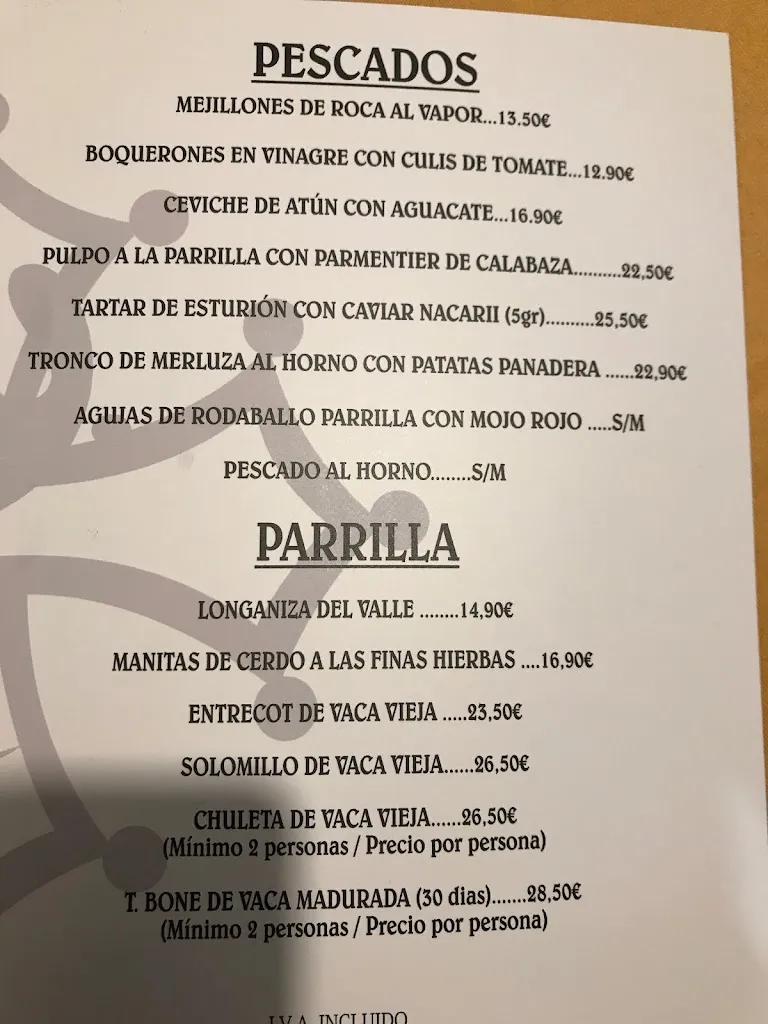 PESCADOS
MEJILLONES DE ROCA AL VAPOR...13.50€
BOQUERONES EN VINAGRE CON CULIS DE TOMATE...12.90€
CEVICHE DE ATÚN CON AGUACATE...16.90€
PULPO A LA PARRILLA CON PARMENTIER DE CALABAZA..........22,50€
TARTAR DE ESTURIÓN CON CAVIAR NACARII (5gr)..........25,50€
TRONCO DE MERLUZA AL HORNO CON PATATAS PANADERA ......22,90€
AGUJAS DE RODABALLO PARRILLA CON MOJO ROJO .....S/M
PESCADO AL HORNO........S/M
PARRILLA
LONGANIZA DEL VALLE ........14,90€
MANITAS DE CERDO A LAS FINAS HIERBAS ....16,90€
ENTRECOT DE VACA VIEJA .....23,50€
SOLOMILLO DE VACA VIEJA......26,50€
CHULETA DE VACA VIEJA......26,50€
(Mínimo 2 personas / Precio por persona)
T. BONE DE VACA MADURADA (30 dias).......28,50€
(Mínimo 2 personas / Precio por persona)
I.V.A. INCLUIDO